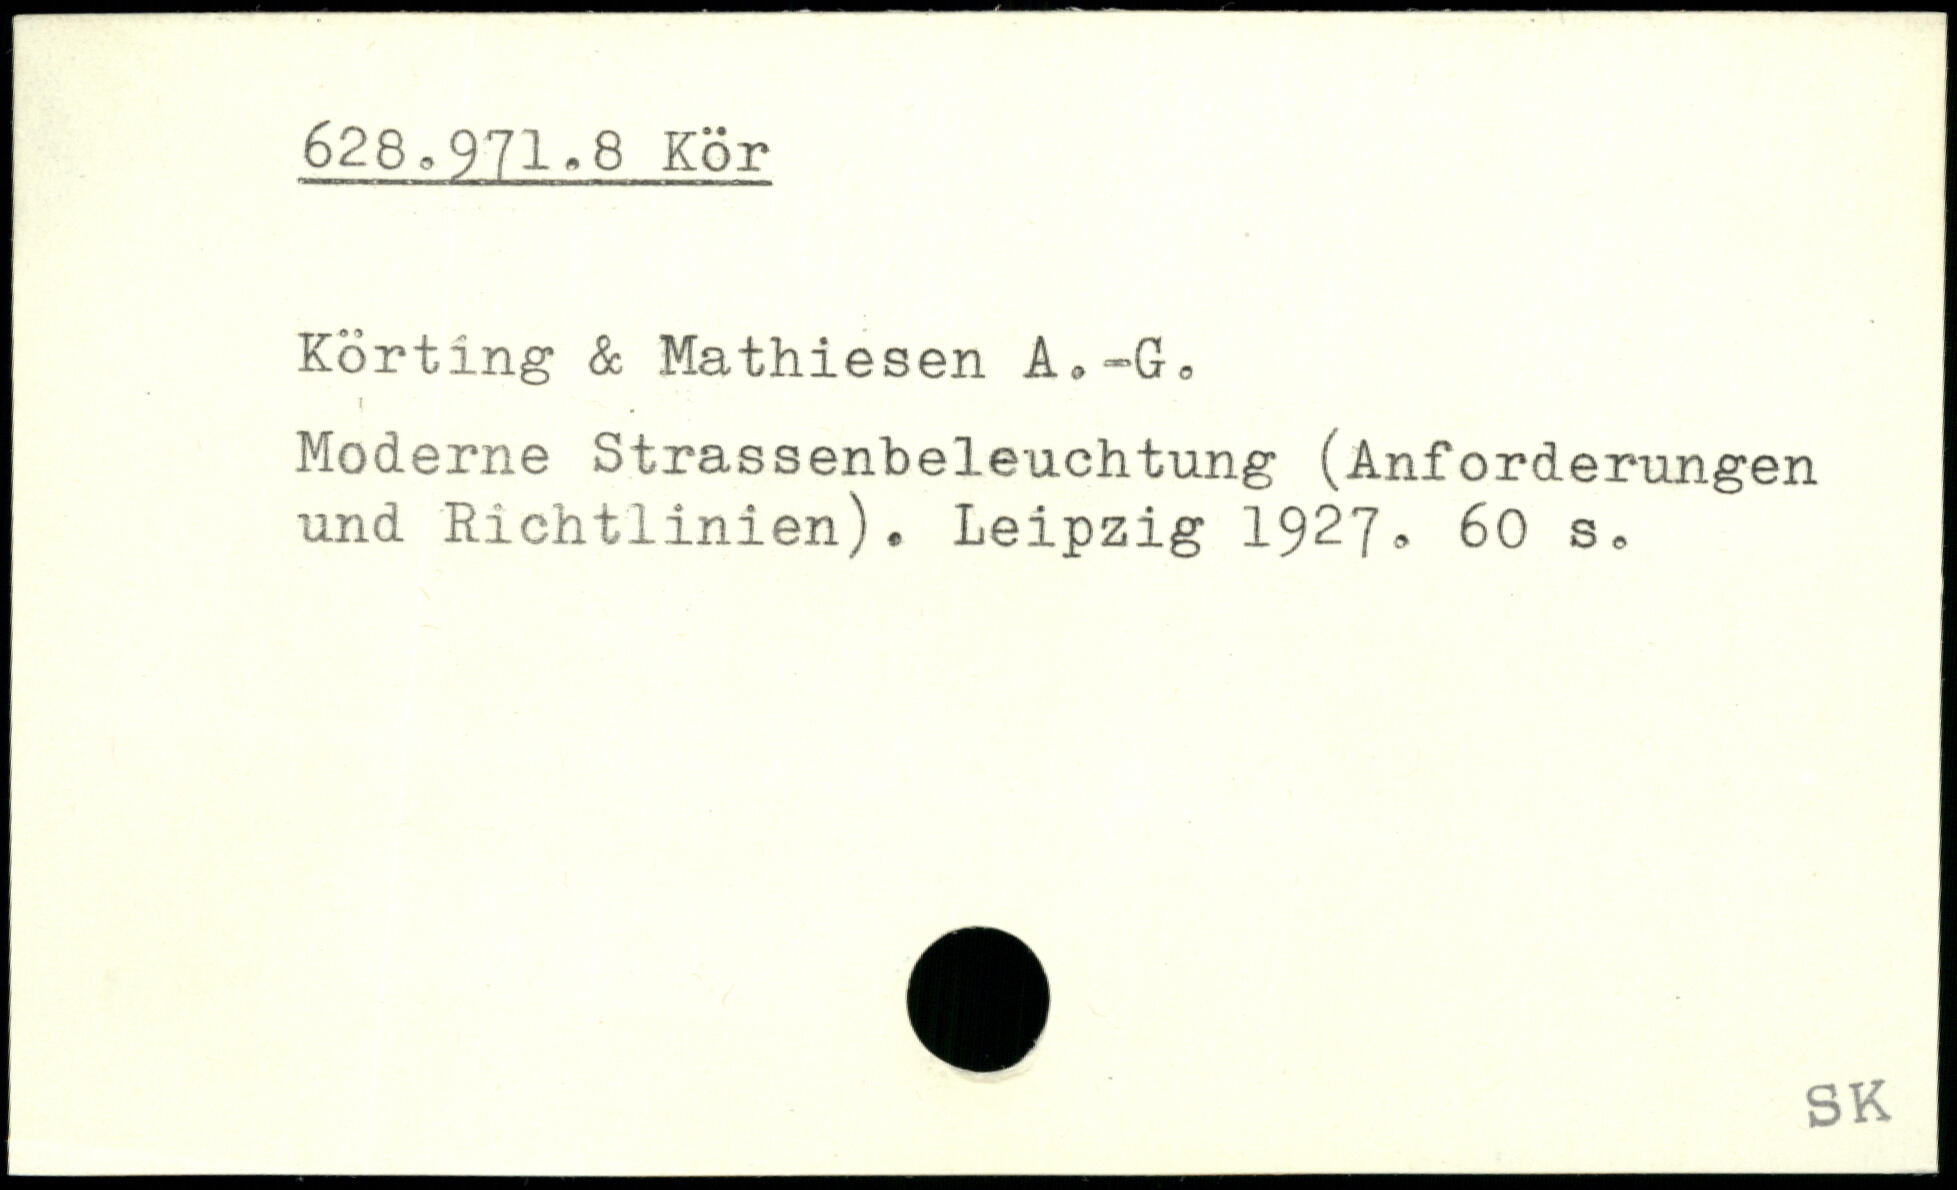 628.971.8 Kör
Körting & Mathiesen A.-G.
Moderne Strassenbeleuchtung (Anforderungen
und Richtlinien). Leipzig 1927. 60 s.
SK